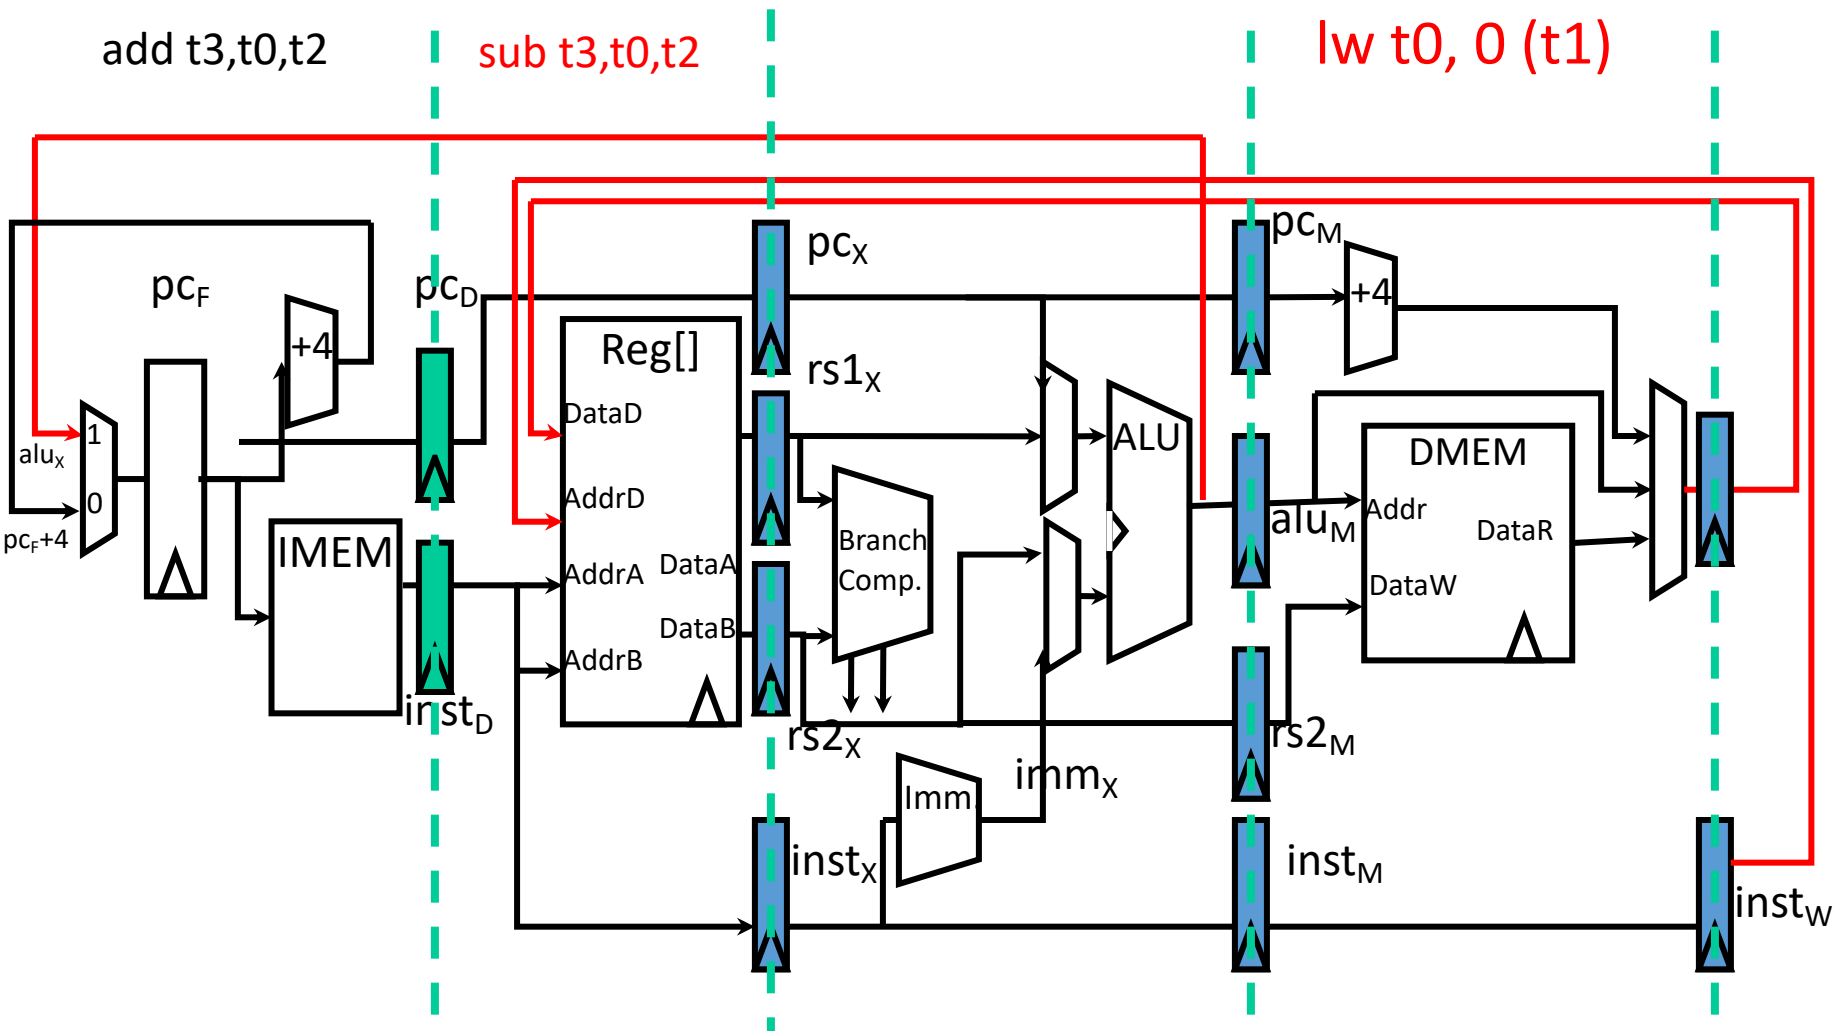 add t3,t0,t2
sub t3,t0,t2
lw t0, 0 (t1)
pcF
pcD
pcX
pcM
+4
+4
Reg[]
rs1X
DataD
ALU
DMEM
1
aluX
0
pcF+4
AddrD
aluM
Addr
DataR
IMEM
AddrA
DataA
Branch
Comp.
DataW
DataB
AddrB
instD
rs2X
rs2M
Imm.
immX
instX
instM
instW